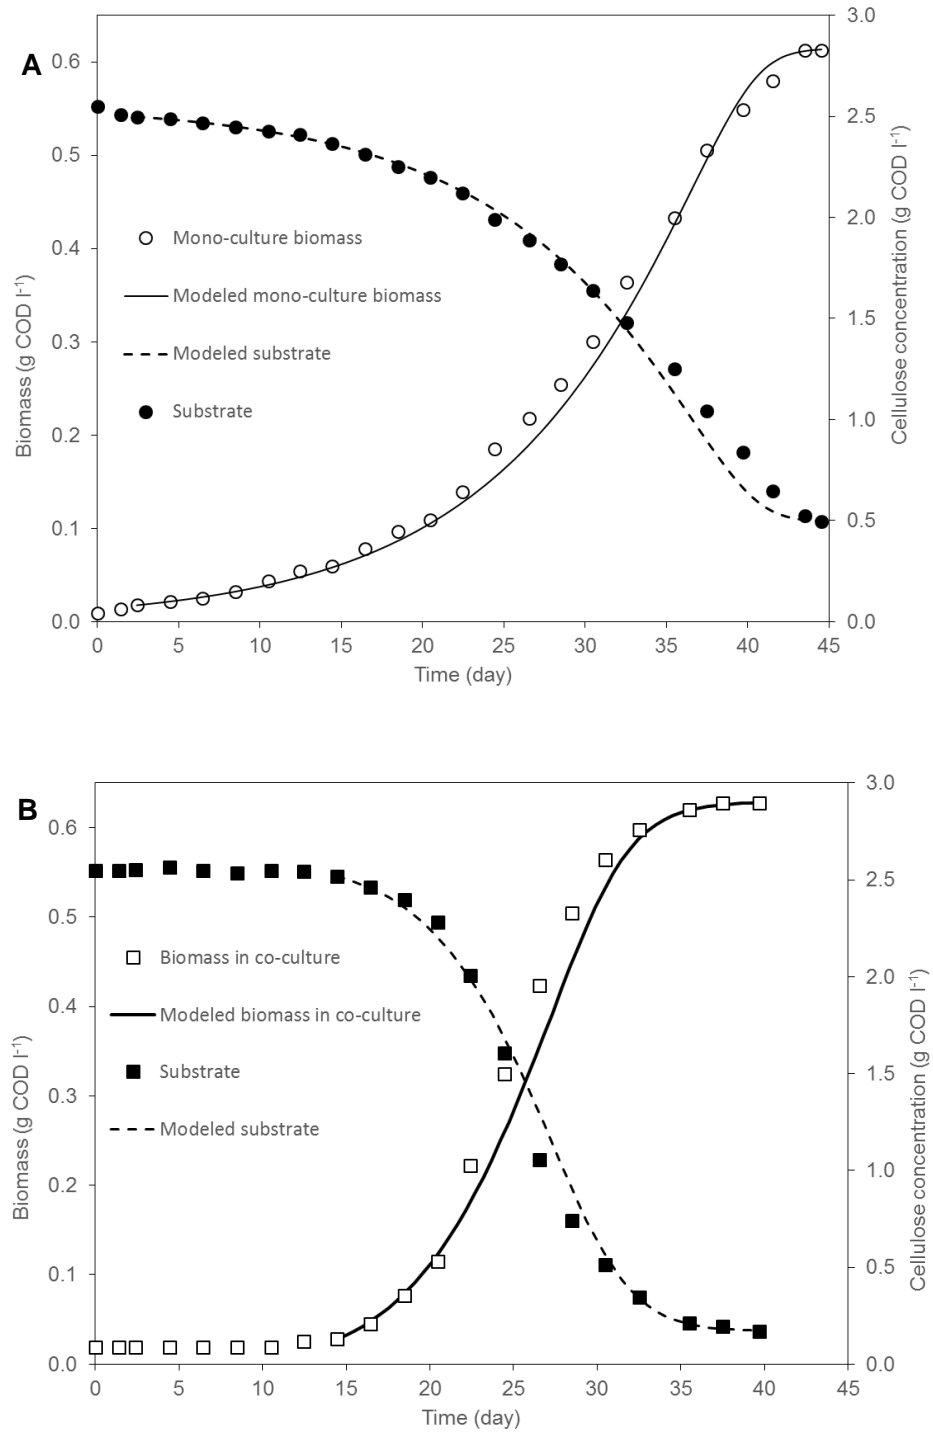 A
3.0
0.6
2.5
0.5
Mono-culture biomass
2.0
0.4
Modeled mono-culture biomass
1.5
0.3
Modeled substrate
Substrate
1.0
0.2
0.5
0.1
0.0
0.0
Biomass (g COD l-1)
Cellulose concentration (g COD l-1)
0 5 10 15 20 25 30 35 40 45
Time (day)
B
3.0
0.6
2.5
0.5
Biomass in co-culture
2.0
0.4
Modeled biomass in co-culture
Substrate
1.5
0.3
Modeled substrate
1.0
0.2
0.5
0.1
0.0
0.0
Biomass (g COD l-1)
Cellulose concentration (g COD l-1)
0 5 10 15 20 25 30 35 40 45
Time (day)